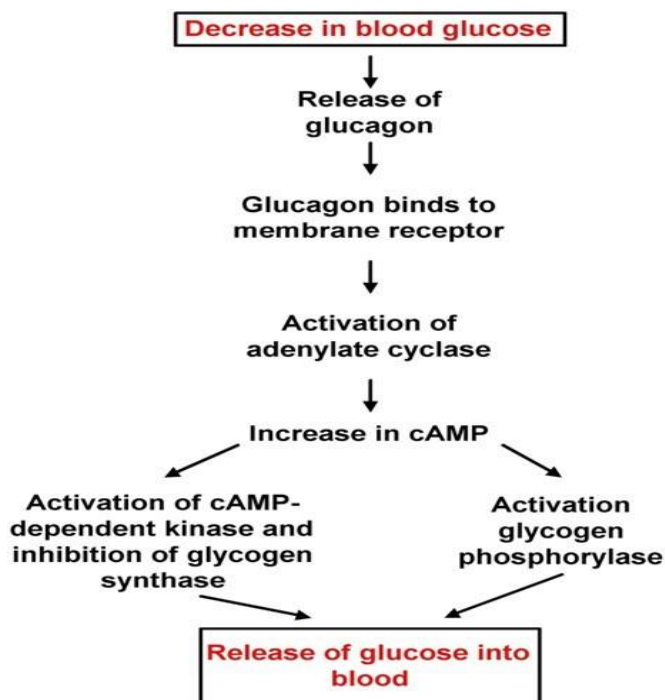 Decrease in blood glucose
Release of
glucagon
Glucagon binds to
membrane receptor
Activation of
adenylate cyclase
Increase in cAMP
Activation of cAMP-
dependent kinase and
inhibition of glycogen
synthase
Activation
glycogen
phosphorylase
Release of glucose into
blood